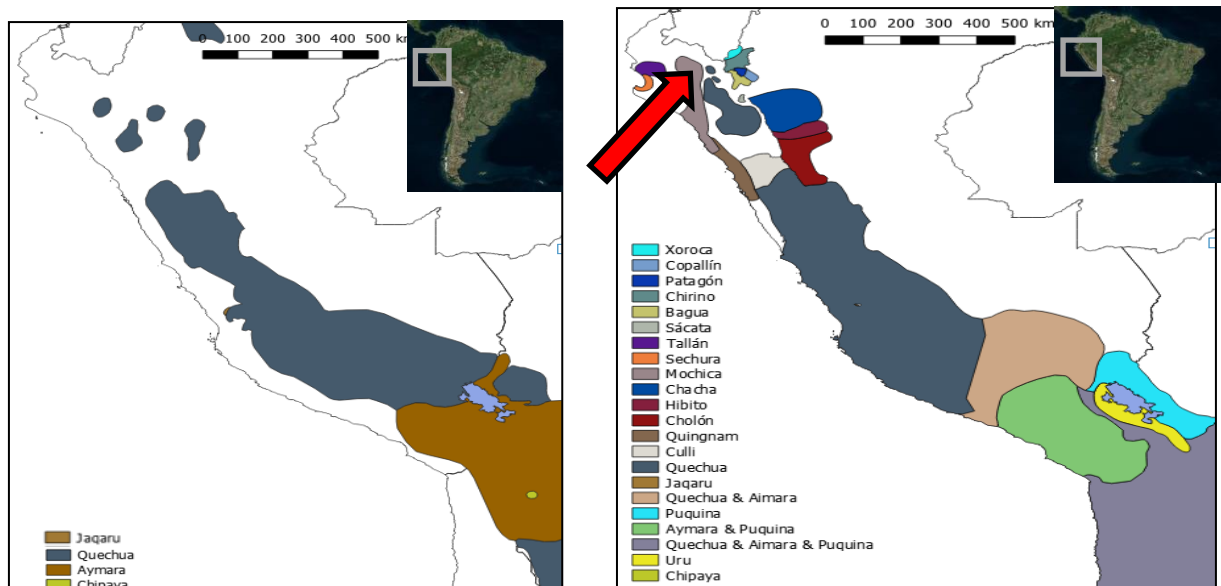 0 100 200 300 400 500 km
Jaqaru
Quechua
Aymara
Chipaya
0 100 200 300 400 500 km
Xoroca
Copallín
Patagón
Chirino
Bagua
Sácata
Tallán
Sechura
Mochica
Chacha
Hibito
Cholón
Quingnam
Culli
Quechua
Jaqaru
Quechua & Aimara
Puquina
Aymara & Puquina
Quechua & Aimara & Puquina
Uru
Chipaya